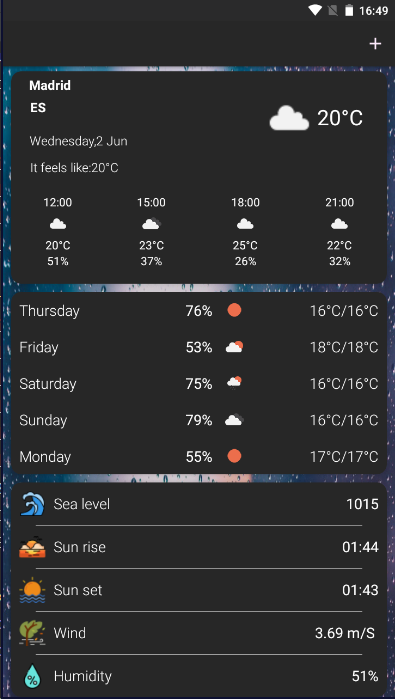 16:49
+
Madrid
ES
20°C
Wednesday,2 Jun
It feels like:20°C
12:00 15:00 18:00 21:00
20°C 23°C 25°C 22°C
51% 37% 26% 32%
Thursday 76% 16°C/16°C
Friday 53% 18°C/18°C
Saturday 75% 16°C/16°C
Sunday 79% 16°C/16°C
Monday 55% 17°C/17°C
Sea level 1015
Sun rise 01:44
Sun set 01:43
Wind 3.69 m/S
% Humidity 51%